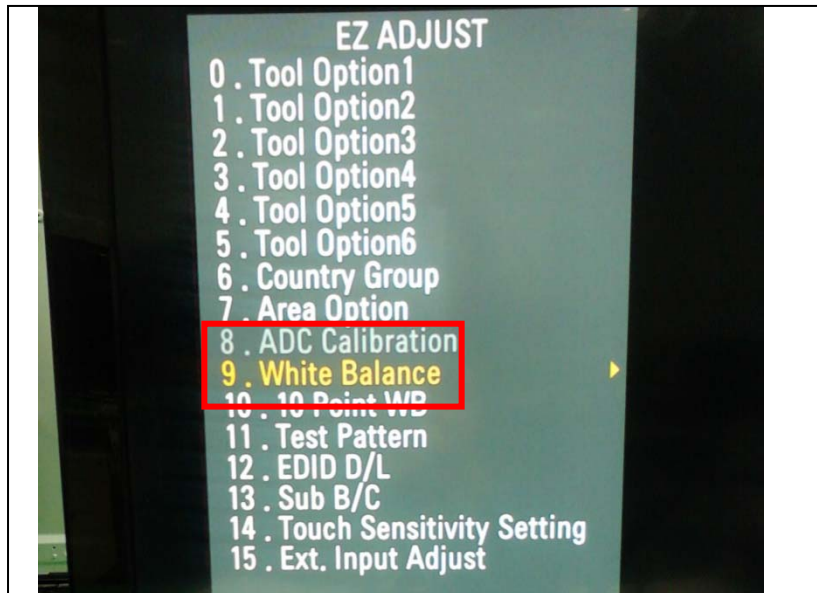 EZ ADJUST
0 . Tool Option1
1 . Tool Option2
2 . Tool Option3
3 . Tool Option4
4 . Tool Option5
5 . Tool Option6
6 . Country Group
7 . Area Option
8 . ADC Calibration
9 . White Balance
10 . 10 Point WB
11 . Test Pattern
12 . EDID D/L
13 . Sub B/C
14 . Touch Sensitivity Setting
15 . Ext. Input Adjust